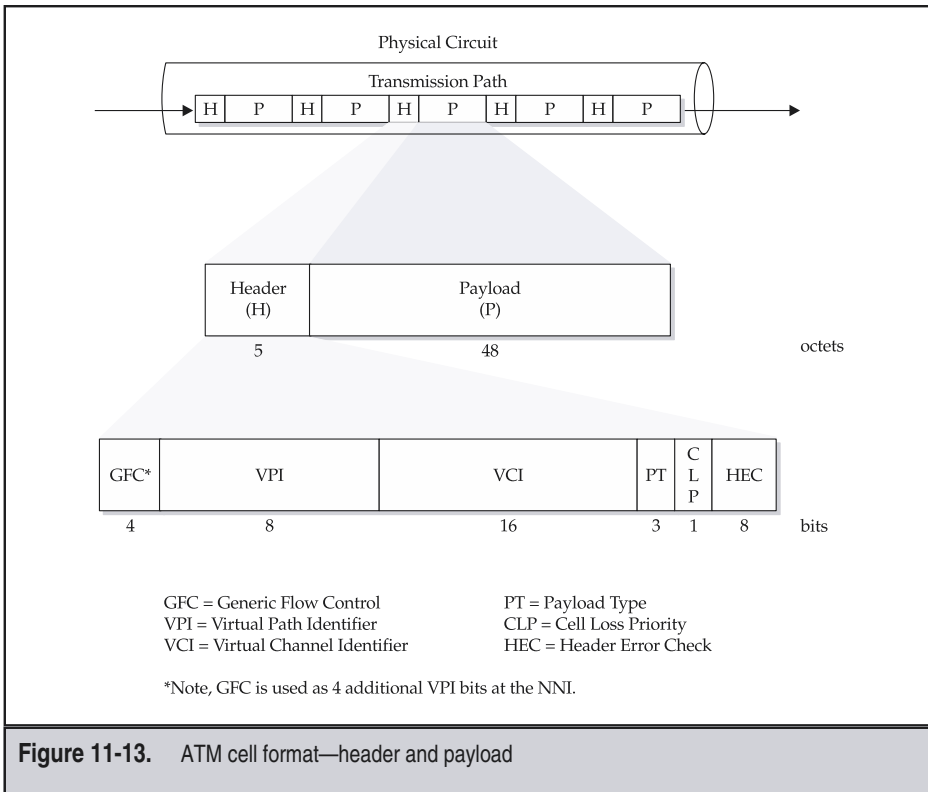 Physical Circuit
Transmission Path
H P H P H P H P H P
Header
(H)
Payload
(P)
5 48 octets
GFC* VPI VCI PT C
L
P HEC
4 8 16 3 1 8 bits
GFC = Generic Flow Control
VPI = Virtual Path Identifier
VCI = Virtual Channel Identifier
PT = Payload Type
CLP = Cell Loss Priority
HEC = Header Error Check
*Note, GFC is used as 4 additional VPI bits at the NNI.
Figure 11-13. ATM cell format—header and payload